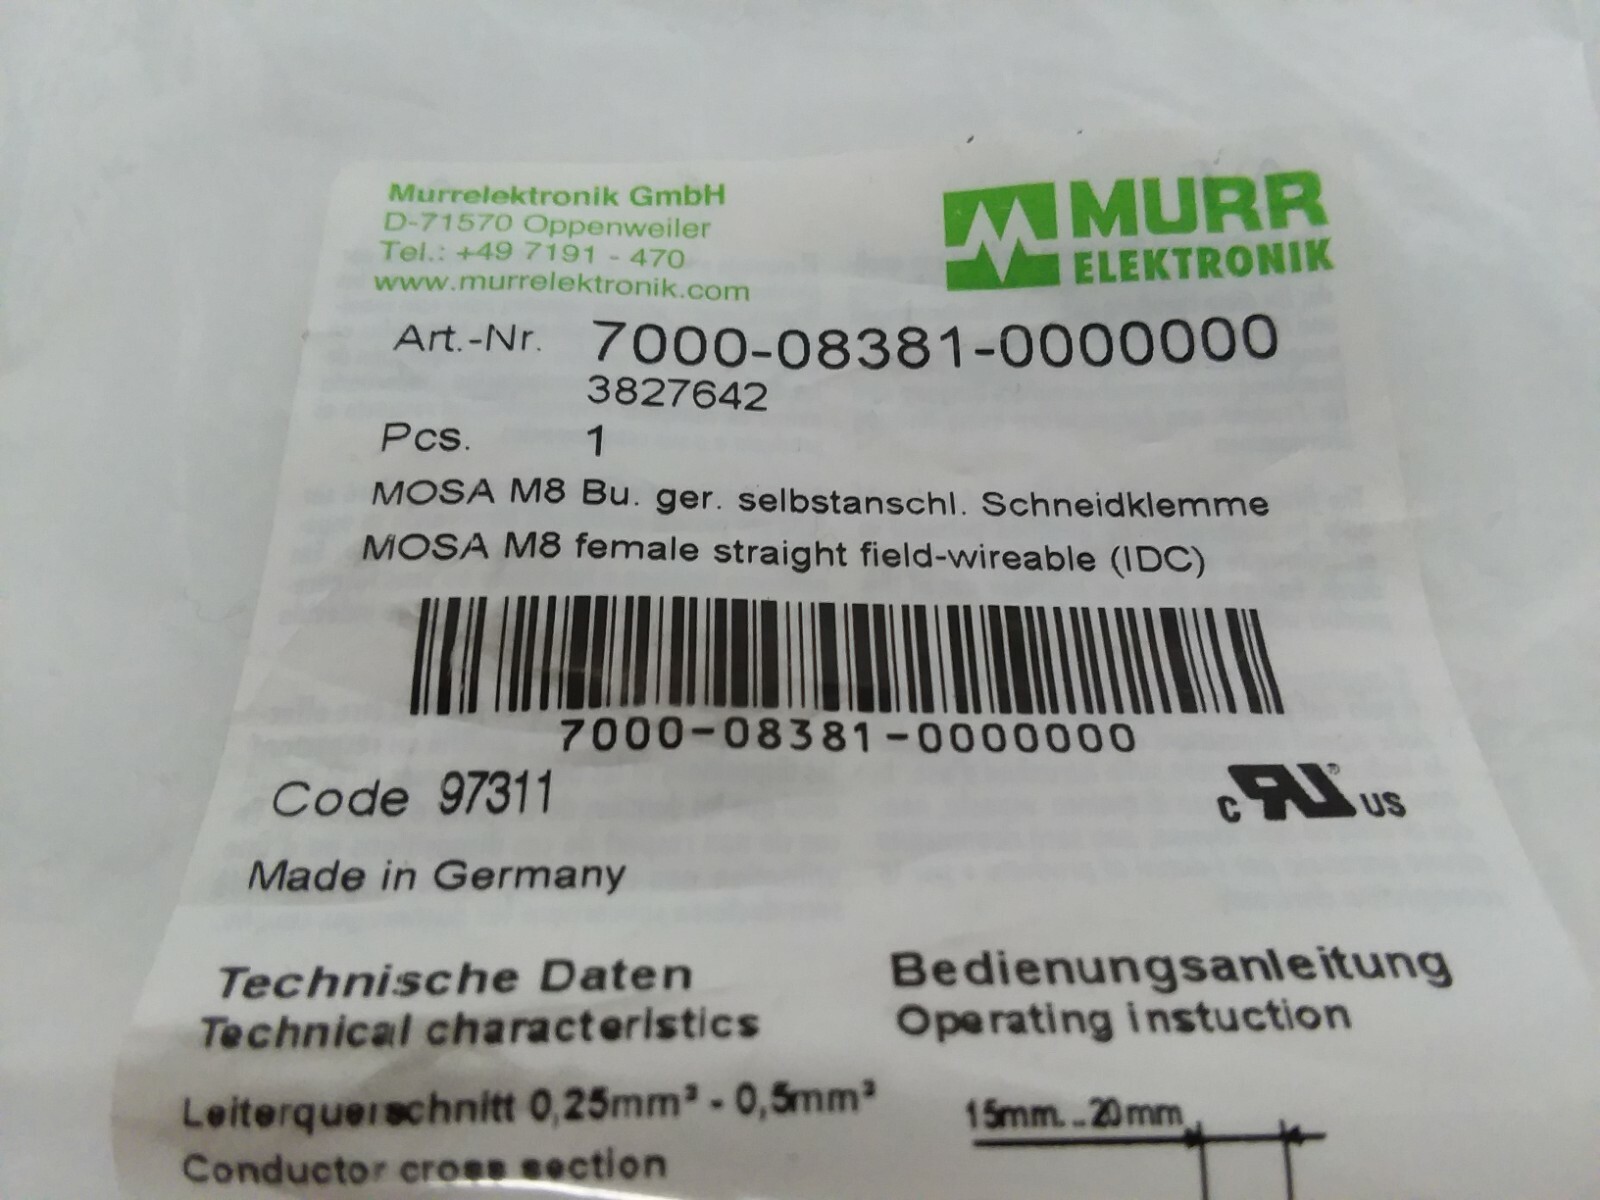 Murrelektronik GmbH
D-71570 Oppenweiler
Tel.: +49 7191 - 470
www.murrelektronik.com
MURR
ELEKTRONIK
Art.-Nr. 7000-08381-0000000
3827642
Pcs. 1
MOSA M8 Bu. ger. selbstanschl. Schneidklemme
MOSA M8 female straight field-wireable (IDC)
7000-08381-0000000
Code 97311
c RU® US
Made in Germany
Technische Daten
Technical characteristics
Bedienungsanleitung
Operating instuction
Leiterquerschnitt 0,25mm² - 0,5mm²
Conductor cross section
15mm...20mm